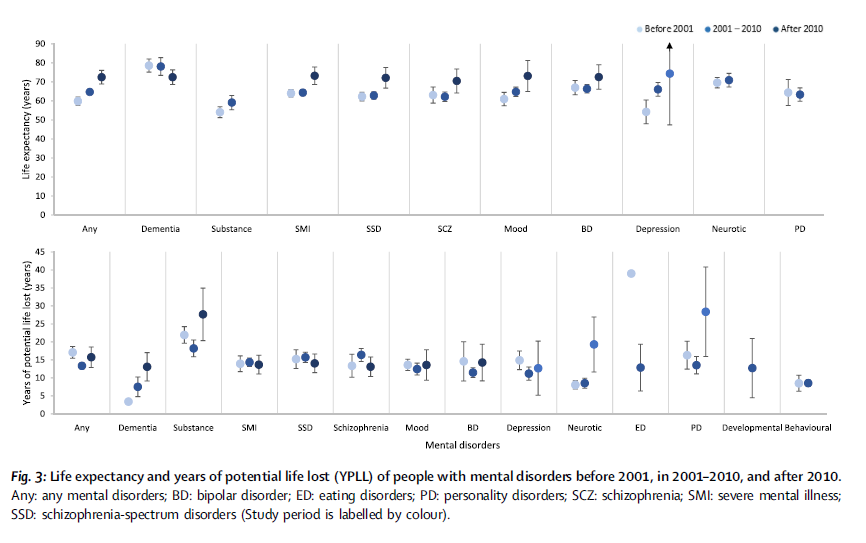 Before 2001 2001 – 2010 After 2010
90
80
70
60
50
40
30
20
10
0
Life expectancy (years)
Any Dementia Substance SMI SSD SCZ Mood BD Depression Neurotic PD
45
40
35
30
25
20
15
10
5
0
Years of potential life lost (years)
Any Dementia Substance SMI SSD Schizophrenia Mood BD Depression Neurotic ED PD Developmental Behavioural
Mental disorders
Fig. 3: Life expectancy and years of potential life lost (YPLL) of people with mental disorders before 2001, in 2001–2010, and after 2010.
Any: any mental disorders; BD: bipolar disorder; ED: eating disorders; PD: personality disorders; SCZ: schizophrenia; SMI: severe mental illness;
SSD: schizophrenia-spectrum disorders (Study period is labelled by colour).